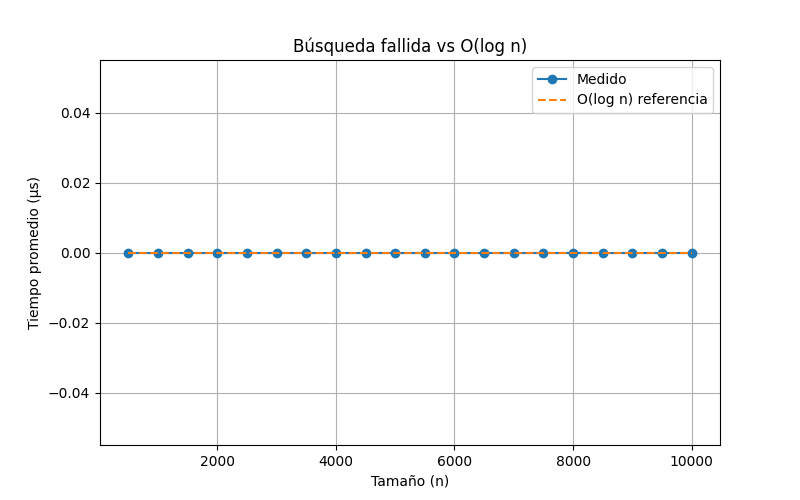 Búsqueda fallida vs O(log n)
Medido
O(log n) referencia
0.04
0.02
0.00
−0.02
−0.04
Tiempo promedio (μs)
2000 4000 6000 8000 10000
Tamaño (n)